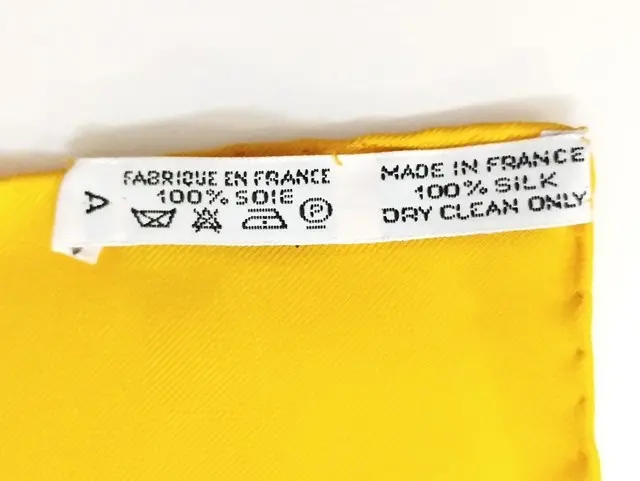 A
FABRIQUE EN FRANCE
100% SOIE
P
MADE IN FRANCE
100% SILK
DRY CLEAN ONLY